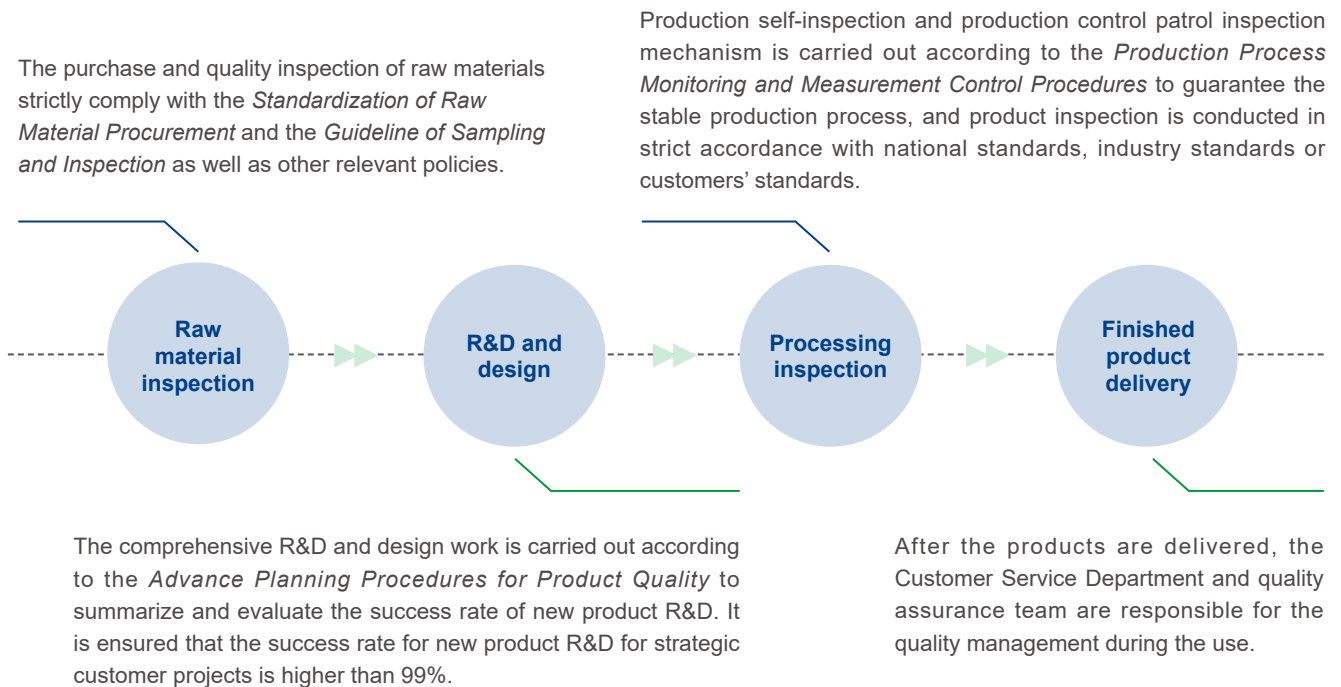 The purchase and quality inspection of raw materials
strictly comply with the Standardization of Raw
Material Procurement and the Guideline of Sampling
and Inspection as well as other relevant policies.
Production self-inspection and production control patrol inspection
mechanism is carried out according to the Production Process
Monitoring and Measurement Control Procedures to guarantee the
stable production process, and product inspection is conducted in
strict accordance with national standards, industry standards or
customers’ standards.
Raw
material
inspection
R&D and
design
Processing
inspection
Finished
product
delivery
The comprehensive R&D and design work is carried out according
to the Advance Planning Procedures for Product Quality to
summarize and evaluate the success rate of new product R&D. It
is ensured that the success rate for new product R&D for strategic
customer projects is higher than 99%.
After the products are delivered, the
Customer Service Department and quality
assurance team are responsible for the
quality management during the use.